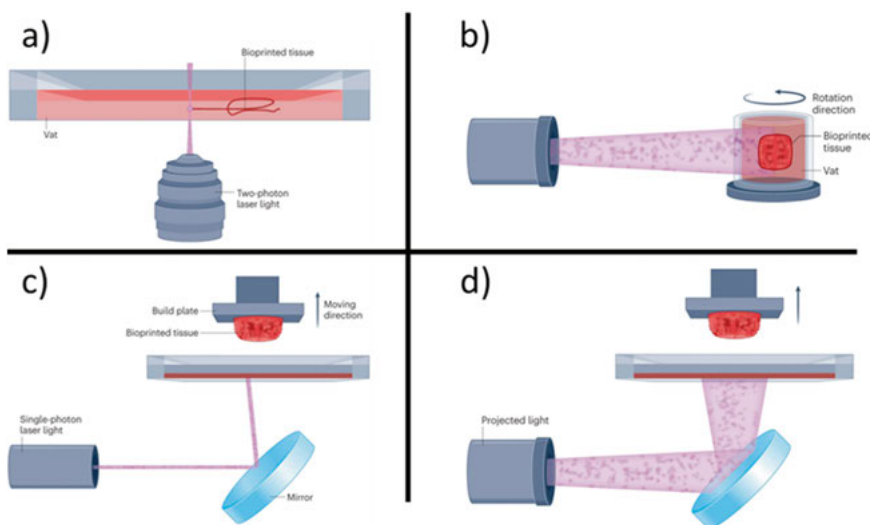 a)
Bioprinted tissue
Vat
Two-photon
laser light
b)
Rotation
direction
Bioprinted
tissue
Vat
c)
Build plate
Moving
direction
Bioprinted tissue
Single-photon
laser light
Mirror
d)
Projected light